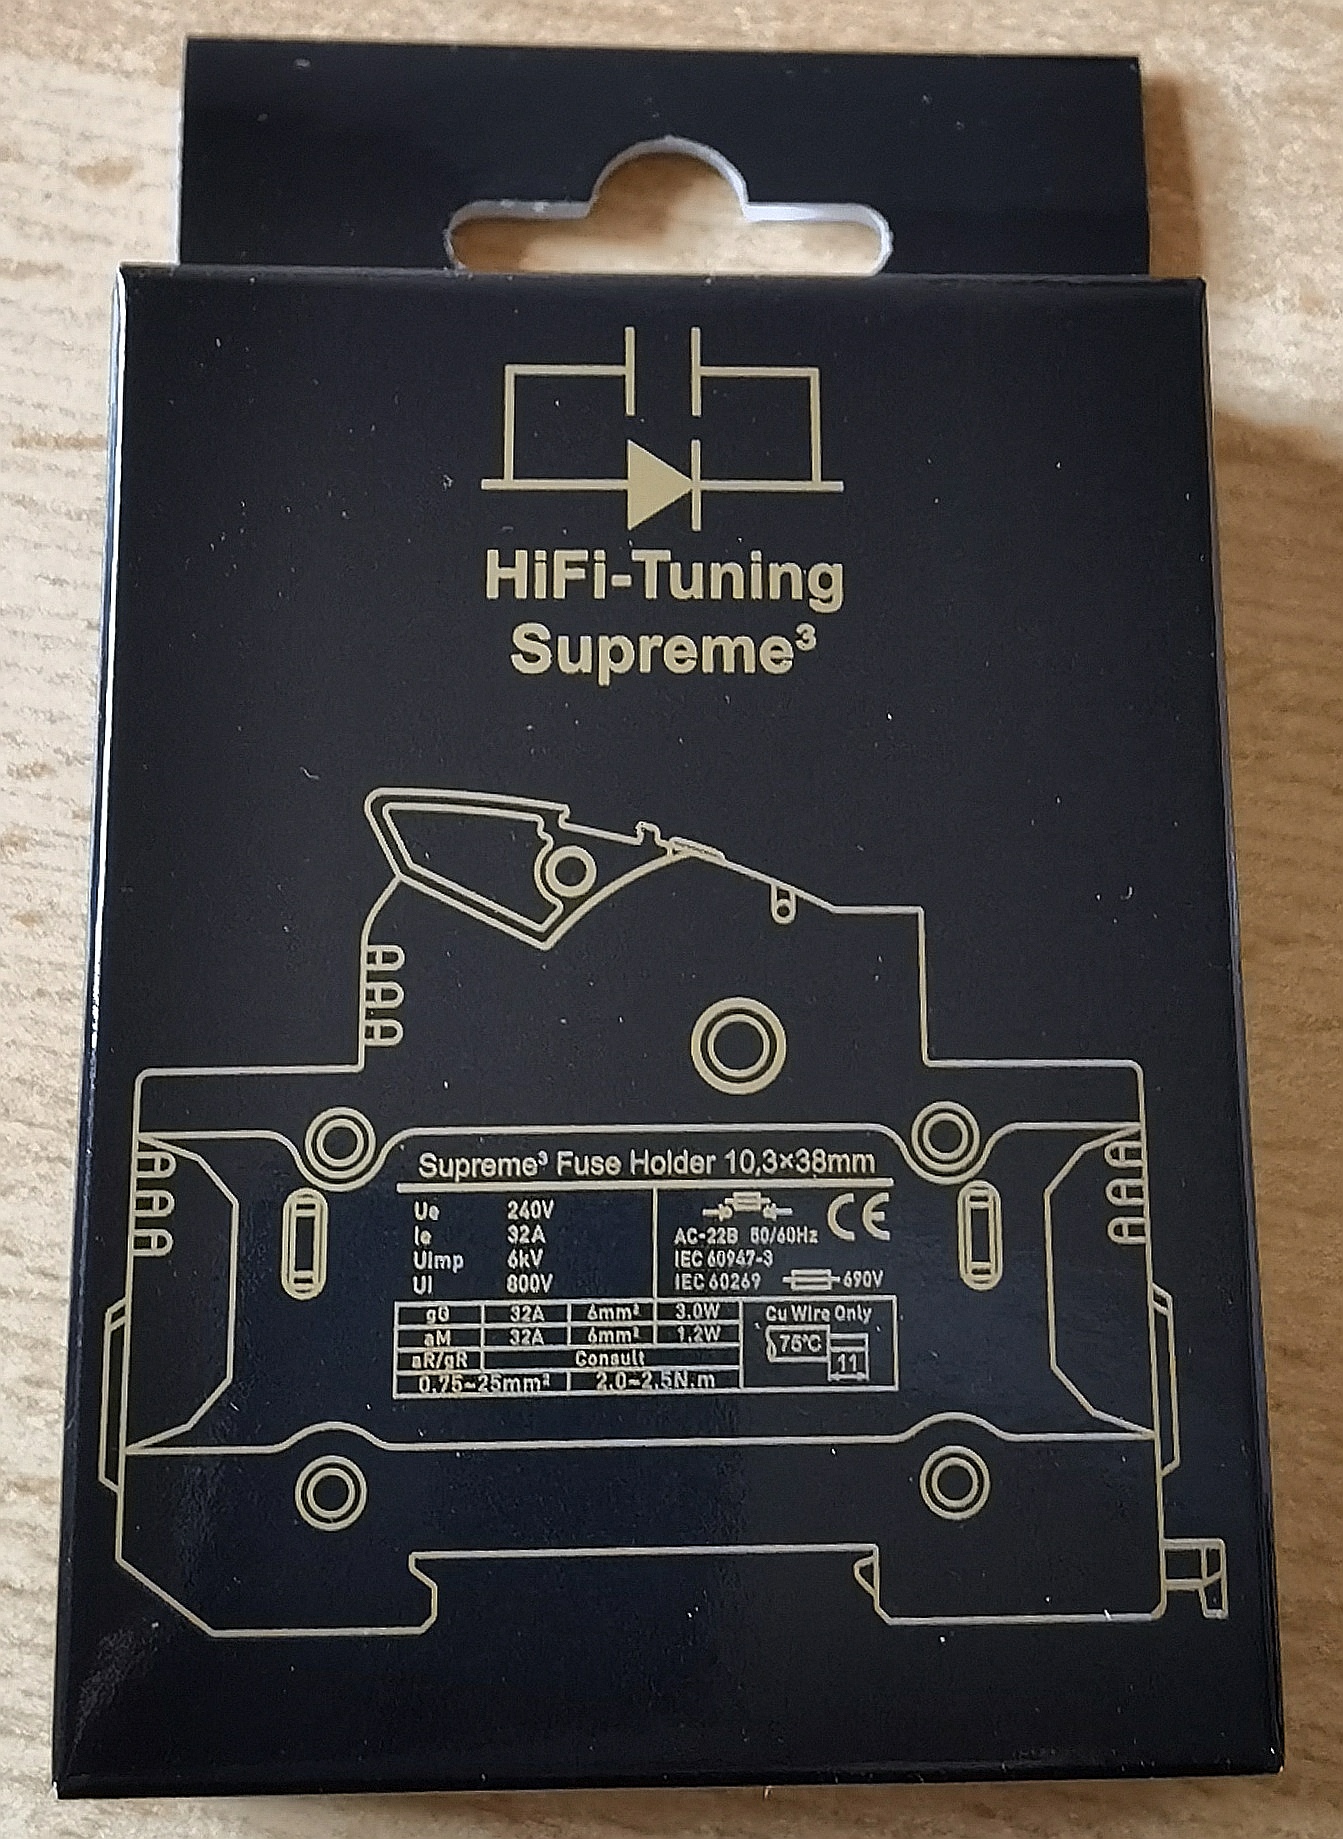 HiFi-Tuning
Supreme³
Supreme³ Fuse Holder 10,3×38mm
Ue 240V
Ie 32A
Uimp 6kV
Ui 800V
CE
AC-22B 50/60Hz
IEC 60947-3
IEC 60269 690V
gG 32A 6mm² 3.0W
aM 32A 6mm² 1.2W
aR/gR Consult
0.75~25mm² 2.0~2.5N.m
Cu Wire Only
75°C
11